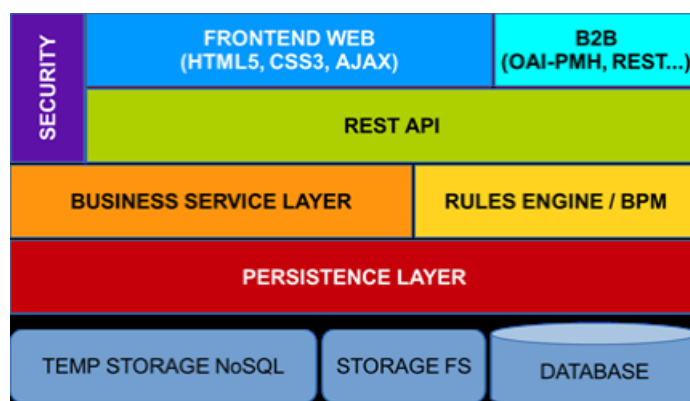 SECURITY
FRONTEND WEB
(HTML5, CSS3, AJAX)
B2B
(OAI-PMH, REST...)
REST API
BUSINESS SERVICE LAYER
RULES ENGINE / BPM
PERSISTENCE LAYER
TEMP STORAGE NoSQL
STORAGE FS
DATABASE